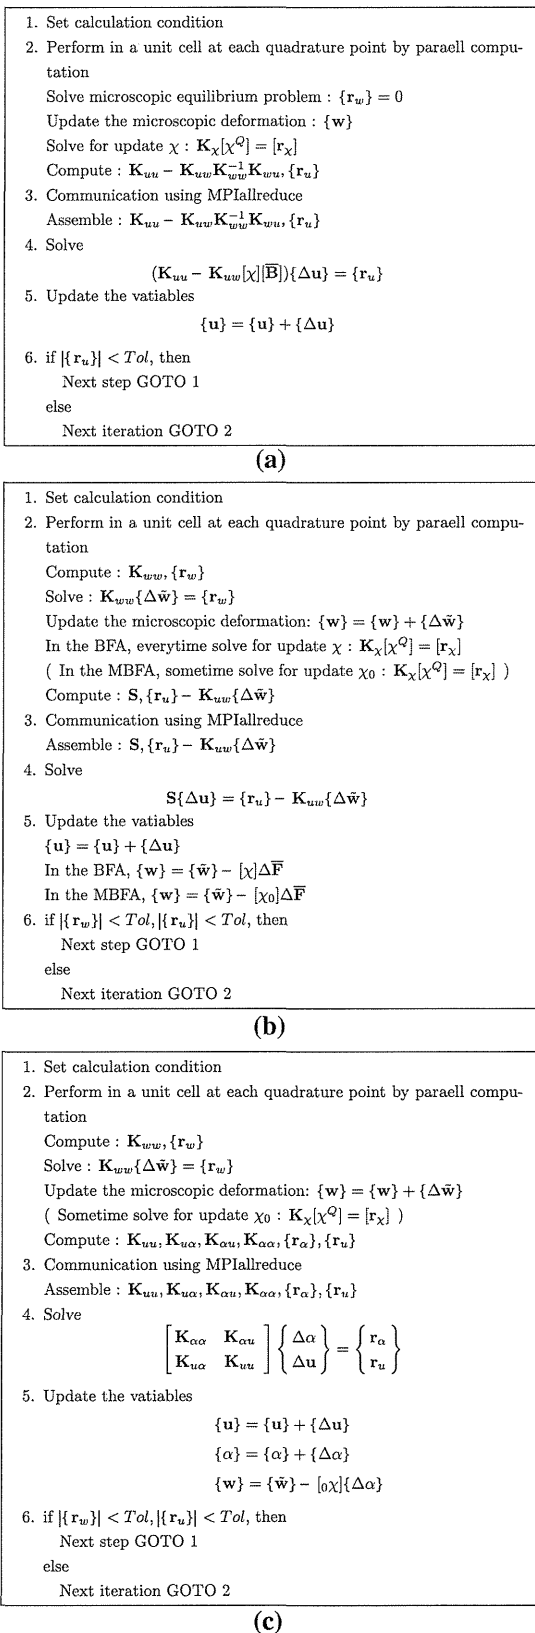 1. Set calculation condition
2. Perform in a unit cell at each quadrature point by paraell compu-
tation
Solve microscopic equilibrium problem : {r_w} = 0
Update the microscopic deformation : {w}
Solve for update χ : K_χ[χ^Q] = [r_χ]
Compute : K_uu − K_uw K_ww^{-1} K_wu, {r_u}
3. Communication using MPIallreduce
Assemble : K_uu − K_uw K_ww^{-1} K_wu, {r_u}
4. Solve
(K_uu − K_uw[χ][B̅]){Δu} = {r_u}
5. Update the vatiables
{u} = {u} + {Δu}
6. if |{r_u}| < Tol, then
Next step GOTO 1
else
Next iteration GOTO 2
(a)
1. Set calculation condition
2. Perform in a unit cell at each quadrature point by paraell compu-
tation
Compute : K_ww, {r_w}
Solve : K_ww{Δw̃} = {r_w}
Update the microscopic deformation: {w} = {w} + {Δw̃}
In the BFA, everytime solve for update χ : K_χ[χ^Q] = [r_χ]
( In the MBFA, sometime solve for update χ_0 : K_χ[χ^Q] = [r_χ] )
Compute : S, {r_u} − K_uw{Δw̃}
3. Communication using MPIallreduce
Assemble : S, {r_u} − K_uw{Δw̃}
4. Solve
S{Δu} = {r_u} − K_uw{Δw̃}
5. Update the vatiables
{u} = {u} + {Δu}
In the BFA, {w} = {w̃} − [χ]ΔF̅
In the MBFA, {w} = {w̃} − [χ_0]ΔF̅
6. if |{r_w}| < Tol, |{r_u}| < Tol, then
Next step GOTO 1
else
Next iteration GOTO 2
(b)
1. Set calculation condition
2. Perform in a unit cell at each quadrature point by paraell compu-
tation
Compute : K_ww, {r_w}
Solve : K_ww{Δw̃} = {r_w}
Update the microscopic deformation: {w} = {w} + {Δw̃}
( Sometime solve for update χ_0 : K_χ[χ^Q] = [r_χ] )
Compute : K_uu, K_uα, K_αu, K_αα, {r_α}, {r_u}
3. Communication using MPIallreduce
Assemble : K_uu, K_uα, K_αu, K_αα, {r_α}, {r_u}
4. Solve
[K_αα K_αu] {Δα} = {r_α}
[K_uα K_uu] {Δu} {r_u}
5. Update the vatiables
{u} = {u} + {Δu}
{α} = {α} + {Δα}
{w} = {w̃} − [_0χ]{Δα}
6. if |{r_w}| < Tol, |{r_u}| < Tol, then
Next step GOTO 1
else
Next iteration GOTO 2
(c)